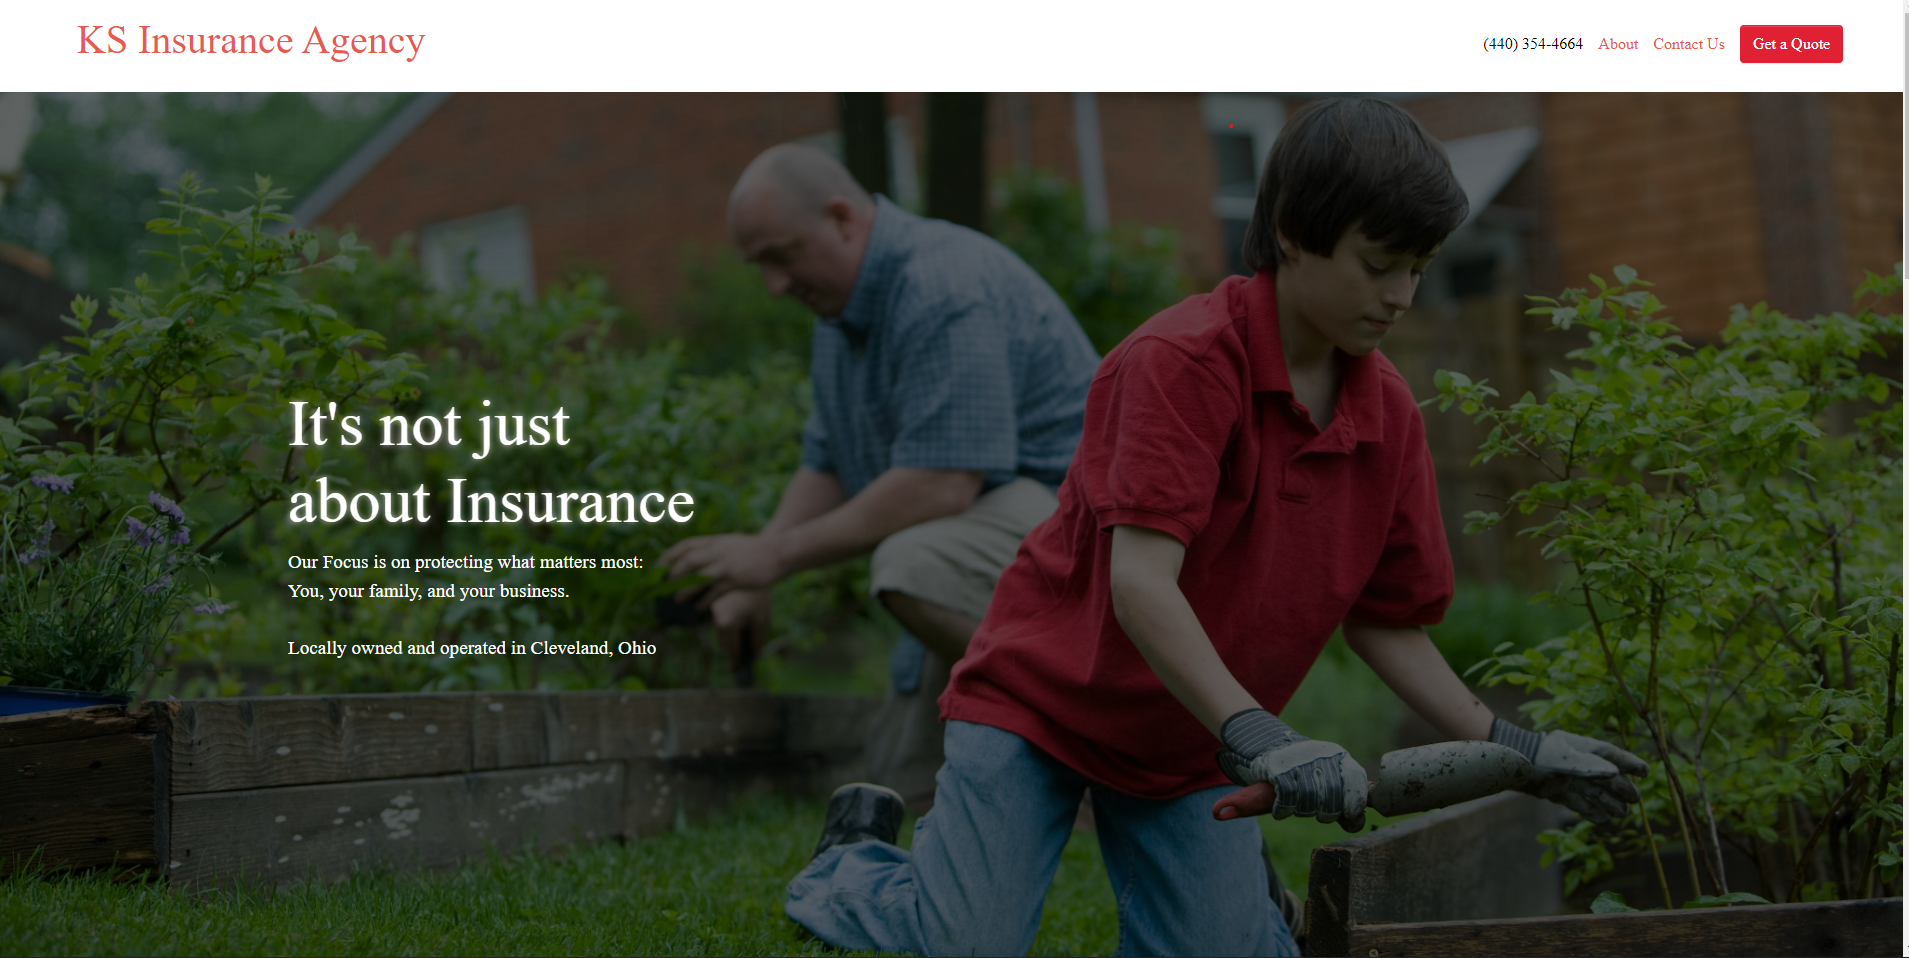 KS Insurance Agency
(440) 354-4664 About Contact Us Get a Quote
It's not just
about Insurance
Our Focus is on protecting what matters most:
You, your family, and your business.
Locally owned and operated in Cleveland, Ohio